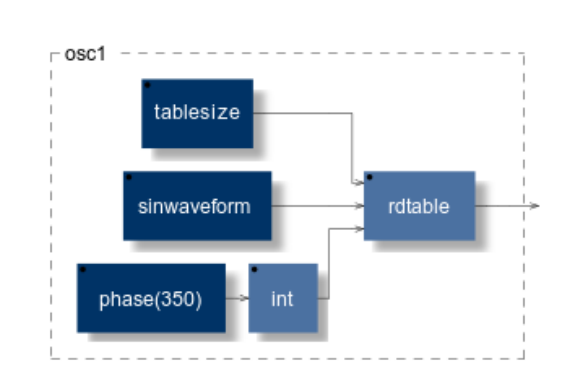 osc1
tablesize
sinwaveform
rdtable
phase(350)
int